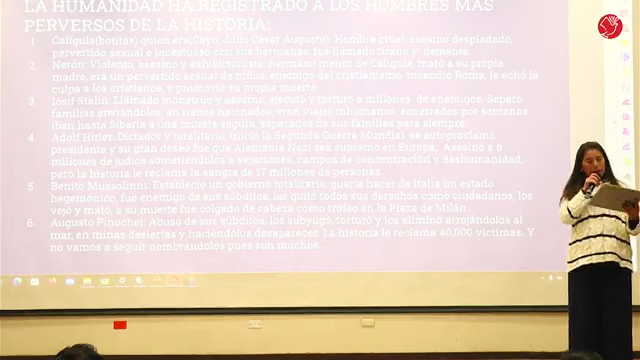 LA HUMANIDAD HA REGISTRADO A LOS HOMBRES MÁS
PERVERSOS DE LA HISTORIA:
1. Calígula(botitas) quien era(Cayo Julio César Augusto): Hombre cruel, asesino despiadado,
pervertido sexual e incestuoso con sus hermanas, fue llamado tirano y demente.
2. Nerón: Violento, asesino y exhibicionista, hermano menor de Calígula, mató a su propia
madre, era un pervertido sexual de niños, enemigo del cristianismo, incendio Roma, le echó la
culpa a los cristianos, y promovió su propia muerte.
3. Iósif Stalin: Llamado monstruo y asesino, ejecutó y torturó a millones de enemigos. Separó
familias enviándoles en trenes hacinados, eran viajes inhumanos, encerrados por semanas
iban hasta Siberia a una muerte segura, separados de sus familias para siempre.
4. Adolf Hitler: Dictador y totalitario, inició la Segunda Guerra Mundial, se autoproclamó
presidente y su gran deseo fue que Alemania Nazi sea supremo en Europa, Asesinó a 6
millones de judíos sometiéndolos a vejaciones, campos de concentración y deshumanidad,
pero la historia le reclama la sangre de 17 millones de personas.
5. Benito Mussolinni: Estableció un gobierno totalitario, quería hacer de Italia un estado
hegemónico, fue enemigo de sus súbditos, les quitó todos sus derechos como ciudadanos, los
vejó y mató, a su muerte fue colgado de cabeza como trofeo en la Plaza de Milán.
6. Augusto Pinochet: Abusó de sus súbditos, los subyugó, torturó y los eliminó arrojándolos al
mar, en minas desiertas y haciéndolos desaparecer. La historia le reclama 40,000 víctimas. Y
no vamos a seguir nombrándolos pues son muchos...